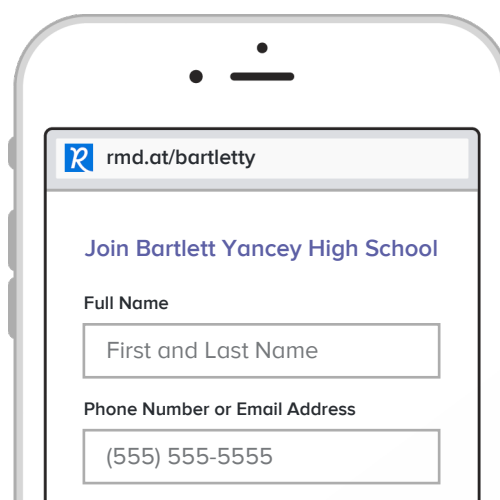 R rmd.at/bartletty
Join Bartlett Yancey High School
Full Name
First and Last Name
Phone Number or Email Address
(555) 555-5555